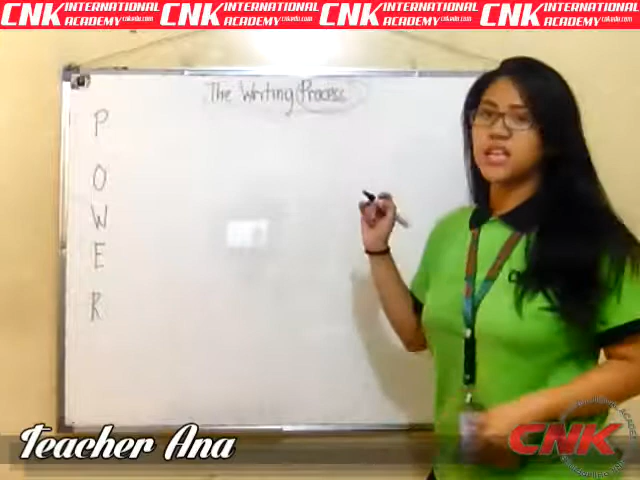 CNK INTERNATIONAL ACADEMY cnkedu.com CNK INTERNATIONAL ACADEMY cnkedu.com CNK INTERNATIONAL ACADEMY cnkedu.com CNK INTERNATIONAL ACADEMY cnkedu.com
The Writing Process
P
O
W
E
R
Teacher Ana
CNK